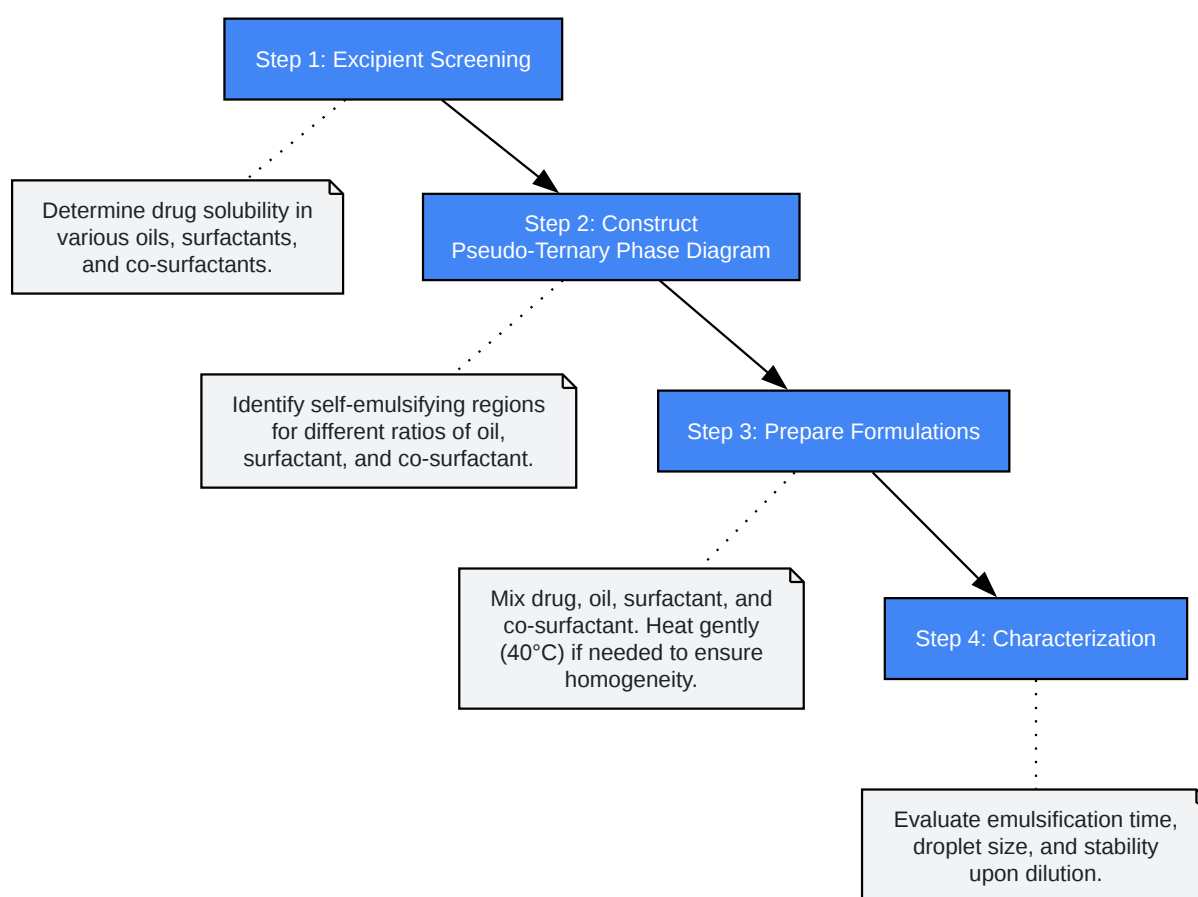 Step 1: Excipient Screening
Determine drug solubility in
various oils, surfactants,
and co-surfactants.
Step 2: Construct
Pseudo-Ternary Phase Diagram
Identify self-emulsifying regions
for different ratios of oil,
surfactant, and co-surfactant.
Step 3: Prepare Formulations
Mix drug, oil, surfactant, and
co-surfactant. Heat gently
(40°C) if needed to ensure
homogeneity.
Step 4: Characterization
Evaluate emulsification time,
droplet size, and stability
upon dilution.